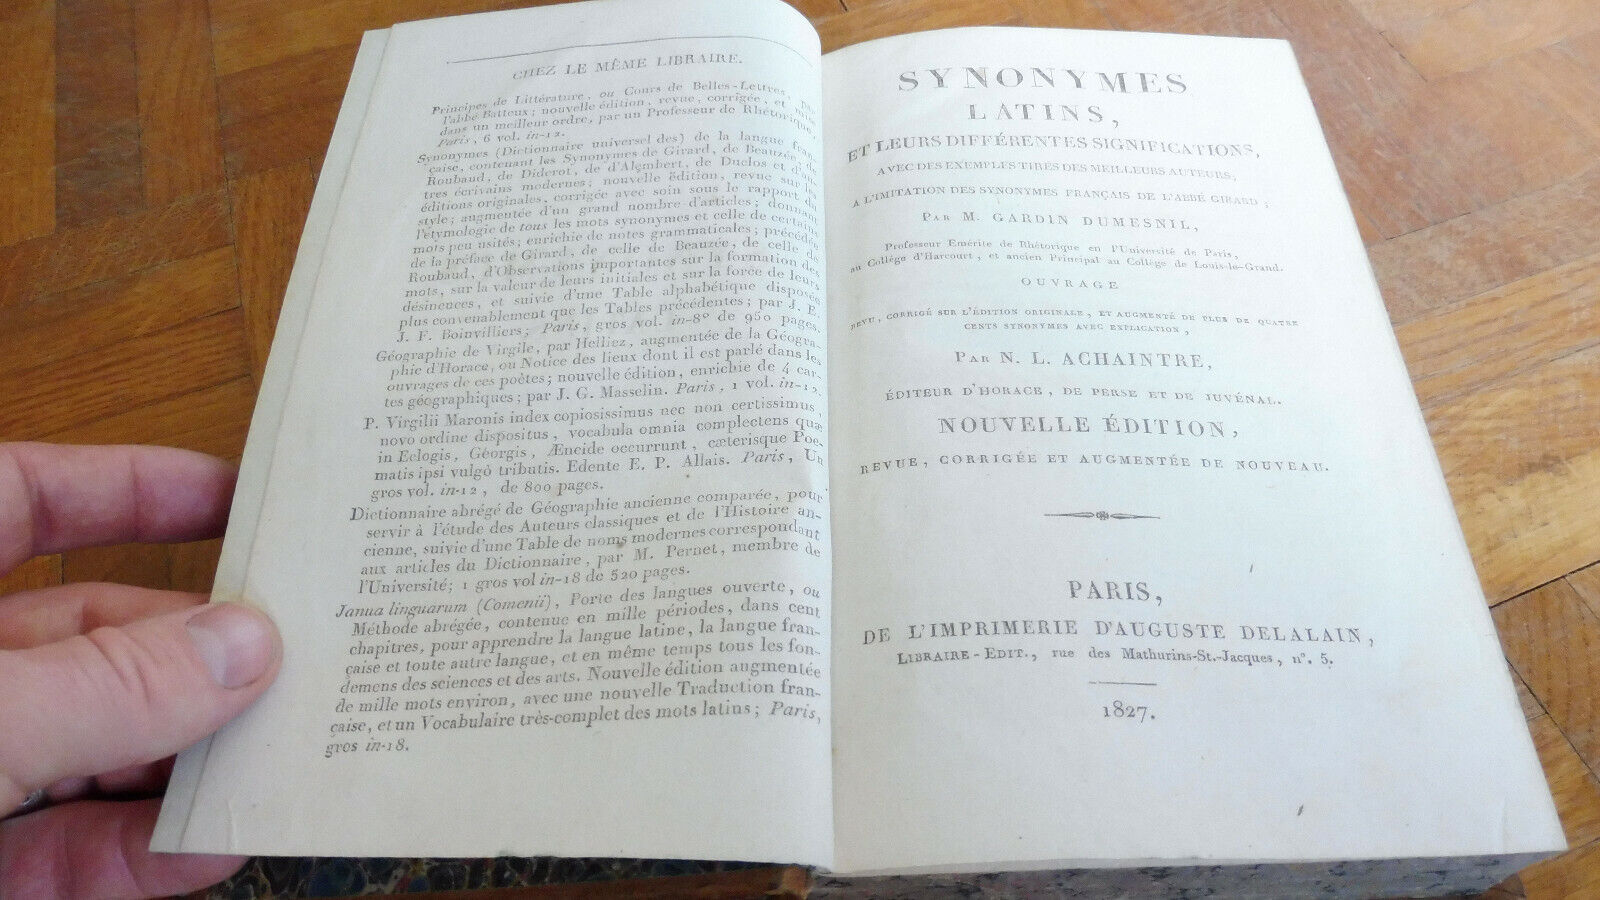 CHEZ LE MÊME LIBRAIRE.
Principes de Littérature, ou Cours de Belles-Lettres, par
l'abbé Batteux; nouvelle édition, revue, corrigée, et mise
dans un meilleur ordre, par un Professeur de Rhétorique,
Paris, 6 vol. in-12.
Synonymes (Dictionnaire universel des) de la langue fran-
çaise, contenant les Synonymes de Girard, de Beauzée, de
Roubaud, de Diderot, de d'Alembert, de Duclos et d'au-
tres écrivains modernes; nouvelle édition, revue sur les
éditions originales, corrigée avec soin sous le rapport du
style; augmentée d'un grand nombre d'articles; donnant
l'étymologie de tous les mots synonymes et celle de certains
mois peu usités; enrichie de notes grammaticales; précédée
de la préface de Girard, de celle de Beauzée, de celle de
Roubaud, d'Observations importantes sur la formation des
mots, sur la valeur de leurs initiales et sur la force de leurs
désinences, et suivie d'une Table alphabétique disposée
plus convenablement que les Tables précédentes; par J. E.
J. F. Boinvilliers; Paris, gros vol. in-8º de 950 pages.
Géographie de Virgile, par Helliez, augmentée de la Géogra-
phie d'Horace, ou Notice des lieux dont il est parlé dans les
ouvrages de ces poètes; nouvelle édition, enrichie de 4 car-
tes géographiques; par J. G. Masselin. Paris, 1 vol. in-12.
P. Virgilii Maronis index copiosissimus nec non certissimus,
novo ordine dispositus, vocabula omnia complectens quæ
in Eclogis, Géorgis, Æncide occurrunt, cæterisque Poe-
matis ipsi vulgò tributis. Edente E. P. Allais. Paris, Un
gros vol. in-12, de 800 pages.
Dictionnaire abrégé de Géographie ancienne comparée, pour
servir à l'étude des Auteurs classiques et de l'Histoire an-
cienne, suivie d'une Table de noms modernes correspondant
aux articles du Dictionnaire, par M. Pernet, membre de
l'Université; 1 gros vol in-18 de 520 pages.
Janua linguarum (Comenii), Porte des langues ouverte, ou
Méthode abrégée, contenue en mille périodes, dans cent
chapitres, pour apprendre la langue latine, la langue fran-
çaise et toute autre langue, et en même temps tous les fon-
demens des sciences et des arts. Nouvelle édition augmentée
de mille mots environ, avec une nouvelle Traduction fran-
çaise, et un Vocabulaire très-complet des mots latins; Paris,
gros in-18.
SYNONYMES
LATINS,
ET LEURS DIFFÉRENTES SIGNIFICATIONS,
AVEC DES EXEMPLES TIRÉS DES MEILLEURS AUTEURS,
A L'IMITATION DES SYNONYMES FRANÇAIS DE L'ABBÉ GIRARD;
PAR M. GARDIN DUMESNIL,
Professeur Émérite de Rhétorique en l'Université de Paris,
au Collége d'Harcourt, et ancien Principal au Collége de Louis-le-Grand.
OUVRAGE
REVU, CORRIGÉ SUR L'ÉDITION ORIGINALE, ET AUGMENTÉ DE PLUS DE QUATRE
CENTS SYNONYMES AVEC EXPLICATION,
PAR N. L. ACHAINTRE,
ÉDITEUR D'HORACE, DE PERSE ET DE JUVÉNAL.
NOUVELLE ÉDITION,
REVUE, CORRIGÉE ET AUGMENTÉE DE NOUVEAU.
PARIS,
DE L'IMPRIMERIE D'AUGUSTE DELALAIN,
LIBRAIRE-EDIT., rue des Mathurins-St.-Jacques, nº. 5.
1827.